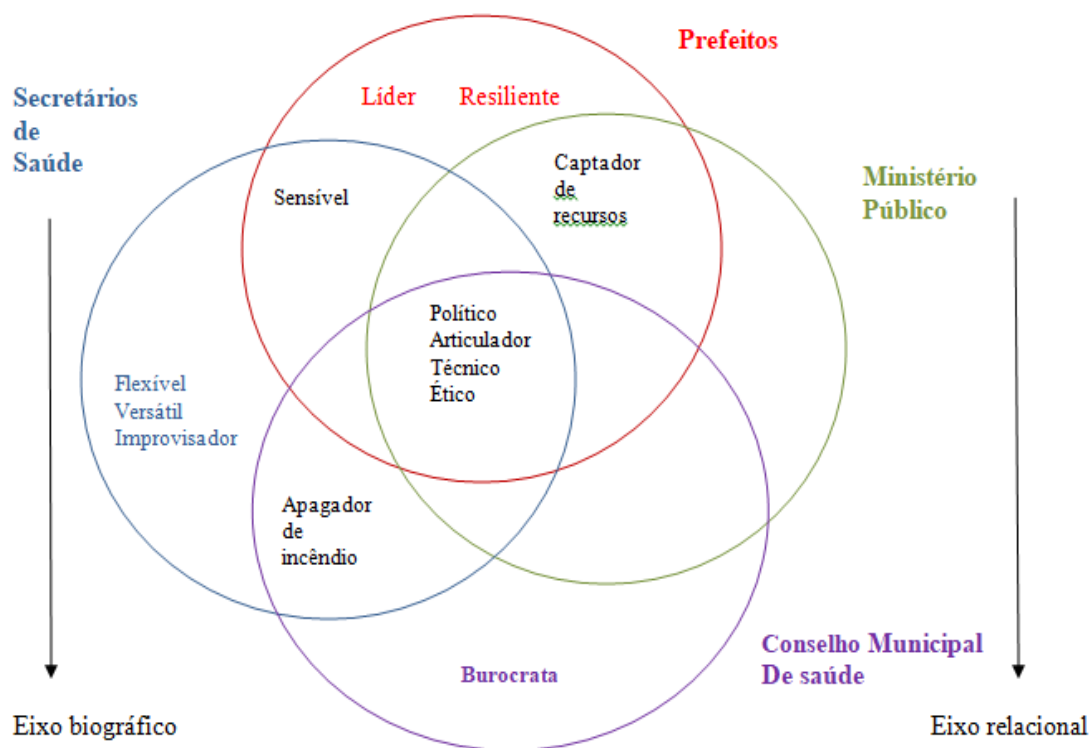 Prefeitos
Líder Resiliente
Secretários
de
Saúde
Captador
de
recursos
Ministério
Público
Sensível
Político
Articulador
Técnico
Ético
Flexível
Versátil
Improvisador
Apagador
de
incêndio
Conselho Municipal
De saúde
Burocrata
Eixo biográfico
Eixo relacional